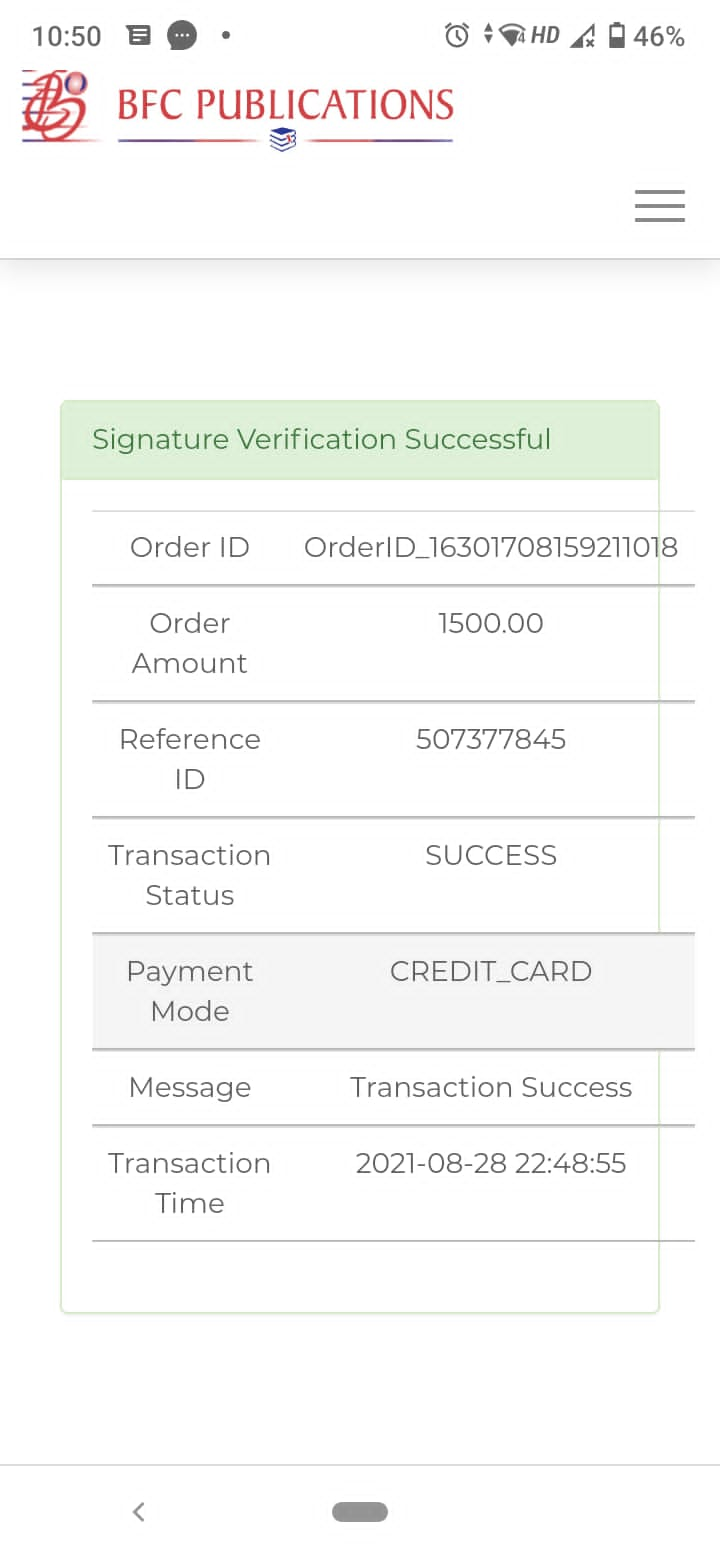 10:50 HD 46%
BFC PUBLICATIONS
Signature Verification Successful
Order ID OrderID_16301708159211018
Order 1500.00
Amount
Reference 507377845
ID
Transaction SUCCESS
Status
Payment CREDIT_CARD
Mode
Message Transaction Success
Transaction 2021-08-28 22:48:55
Time